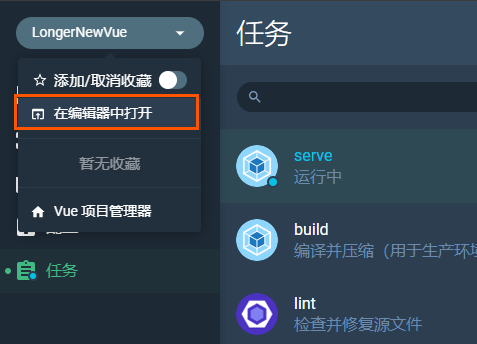 LongerNewVue
添加/取消收藏
在编辑器中打开
暂无收藏
Vue 项目管理器
任务
任务
serve
运行中
build
编译并压缩（用于生产环境
lint
检查并修复源文件